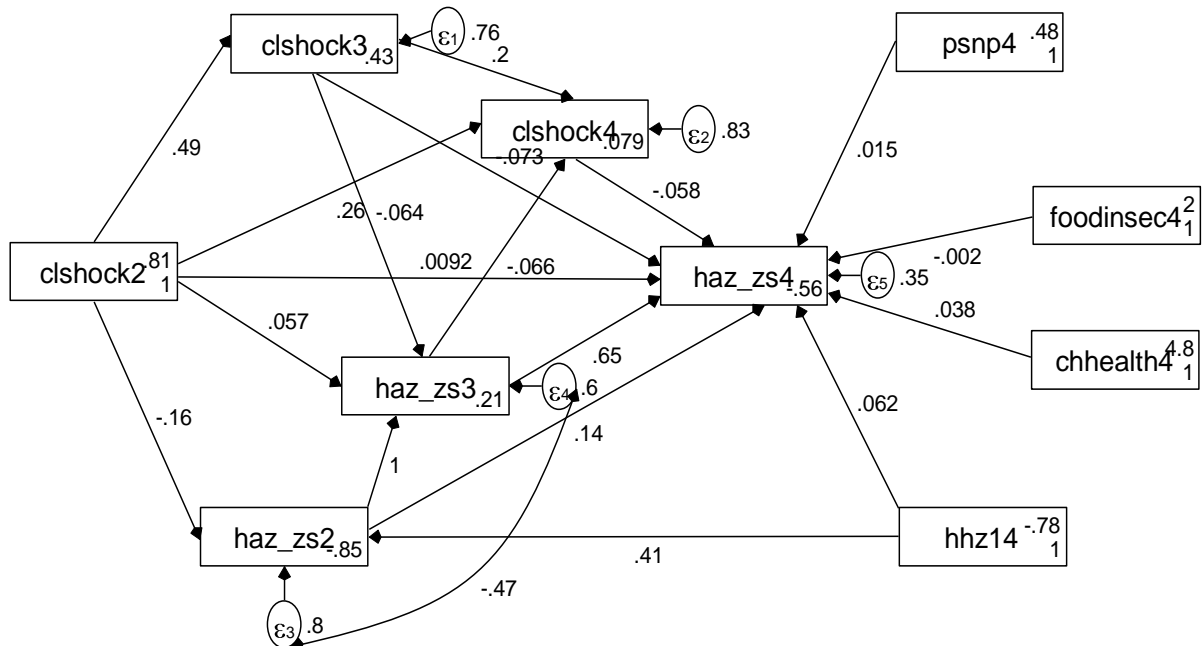 clshock3
.43
ε1
.76
.2
psnp4
.48
1
clshock4
.079
ε2
.83
.49
-.073
-.058
.015
.26
-.064
foodinsec4
2
1
clshock2
.81
1
.0092
-.066
haz_zs4
-.56
ε5
.35
-.002
.057
.038
.65
chhealth4
4.8
1
haz_zs3
.21
ε4
.6
-.16
.14
.062
1
haz_zs2
-.85
.41
hhz14
-.78
1
-.47
ε3
.8